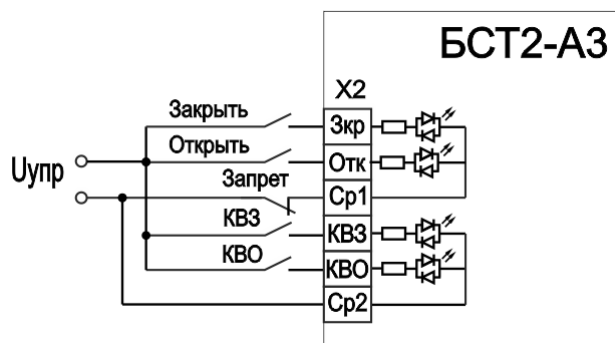 БСТ2-А3
X2
Закрыть
Зкр
Открыть
Отк
Uупр
Запрет
Ср1
КВЗ
КВЗ
КВО
КВО
Ср2